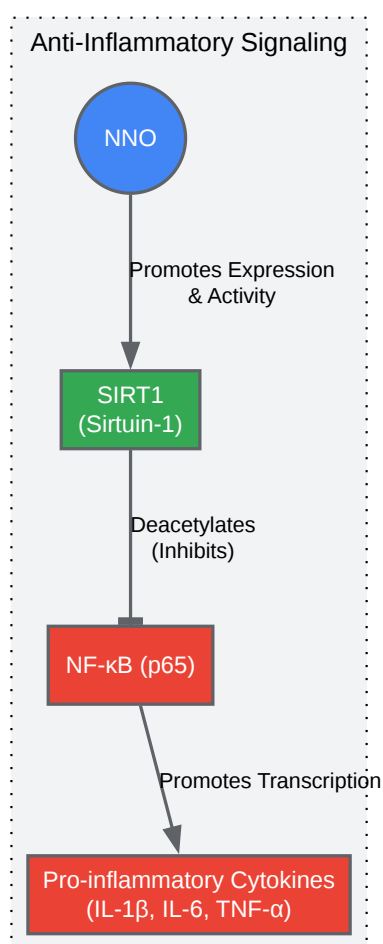 Anti-Inflammatory Signaling
NNO
Promotes Expression
& Activity
SIRT1
(Sirtuin-1)
Deacetylates
(Inhibits)
NF-κB (p65)
Promotes Transcription
Pro-inflammatory Cytokines
(IL-1β, IL-6, TNF-α)